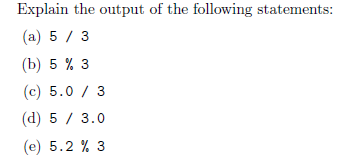 Explain the output of the following statements:
(a) 5 / 3
(b) 5 % 3
(c) 5.0 / 3
(d) 5 / 3.0
(e) 5.2 % 3